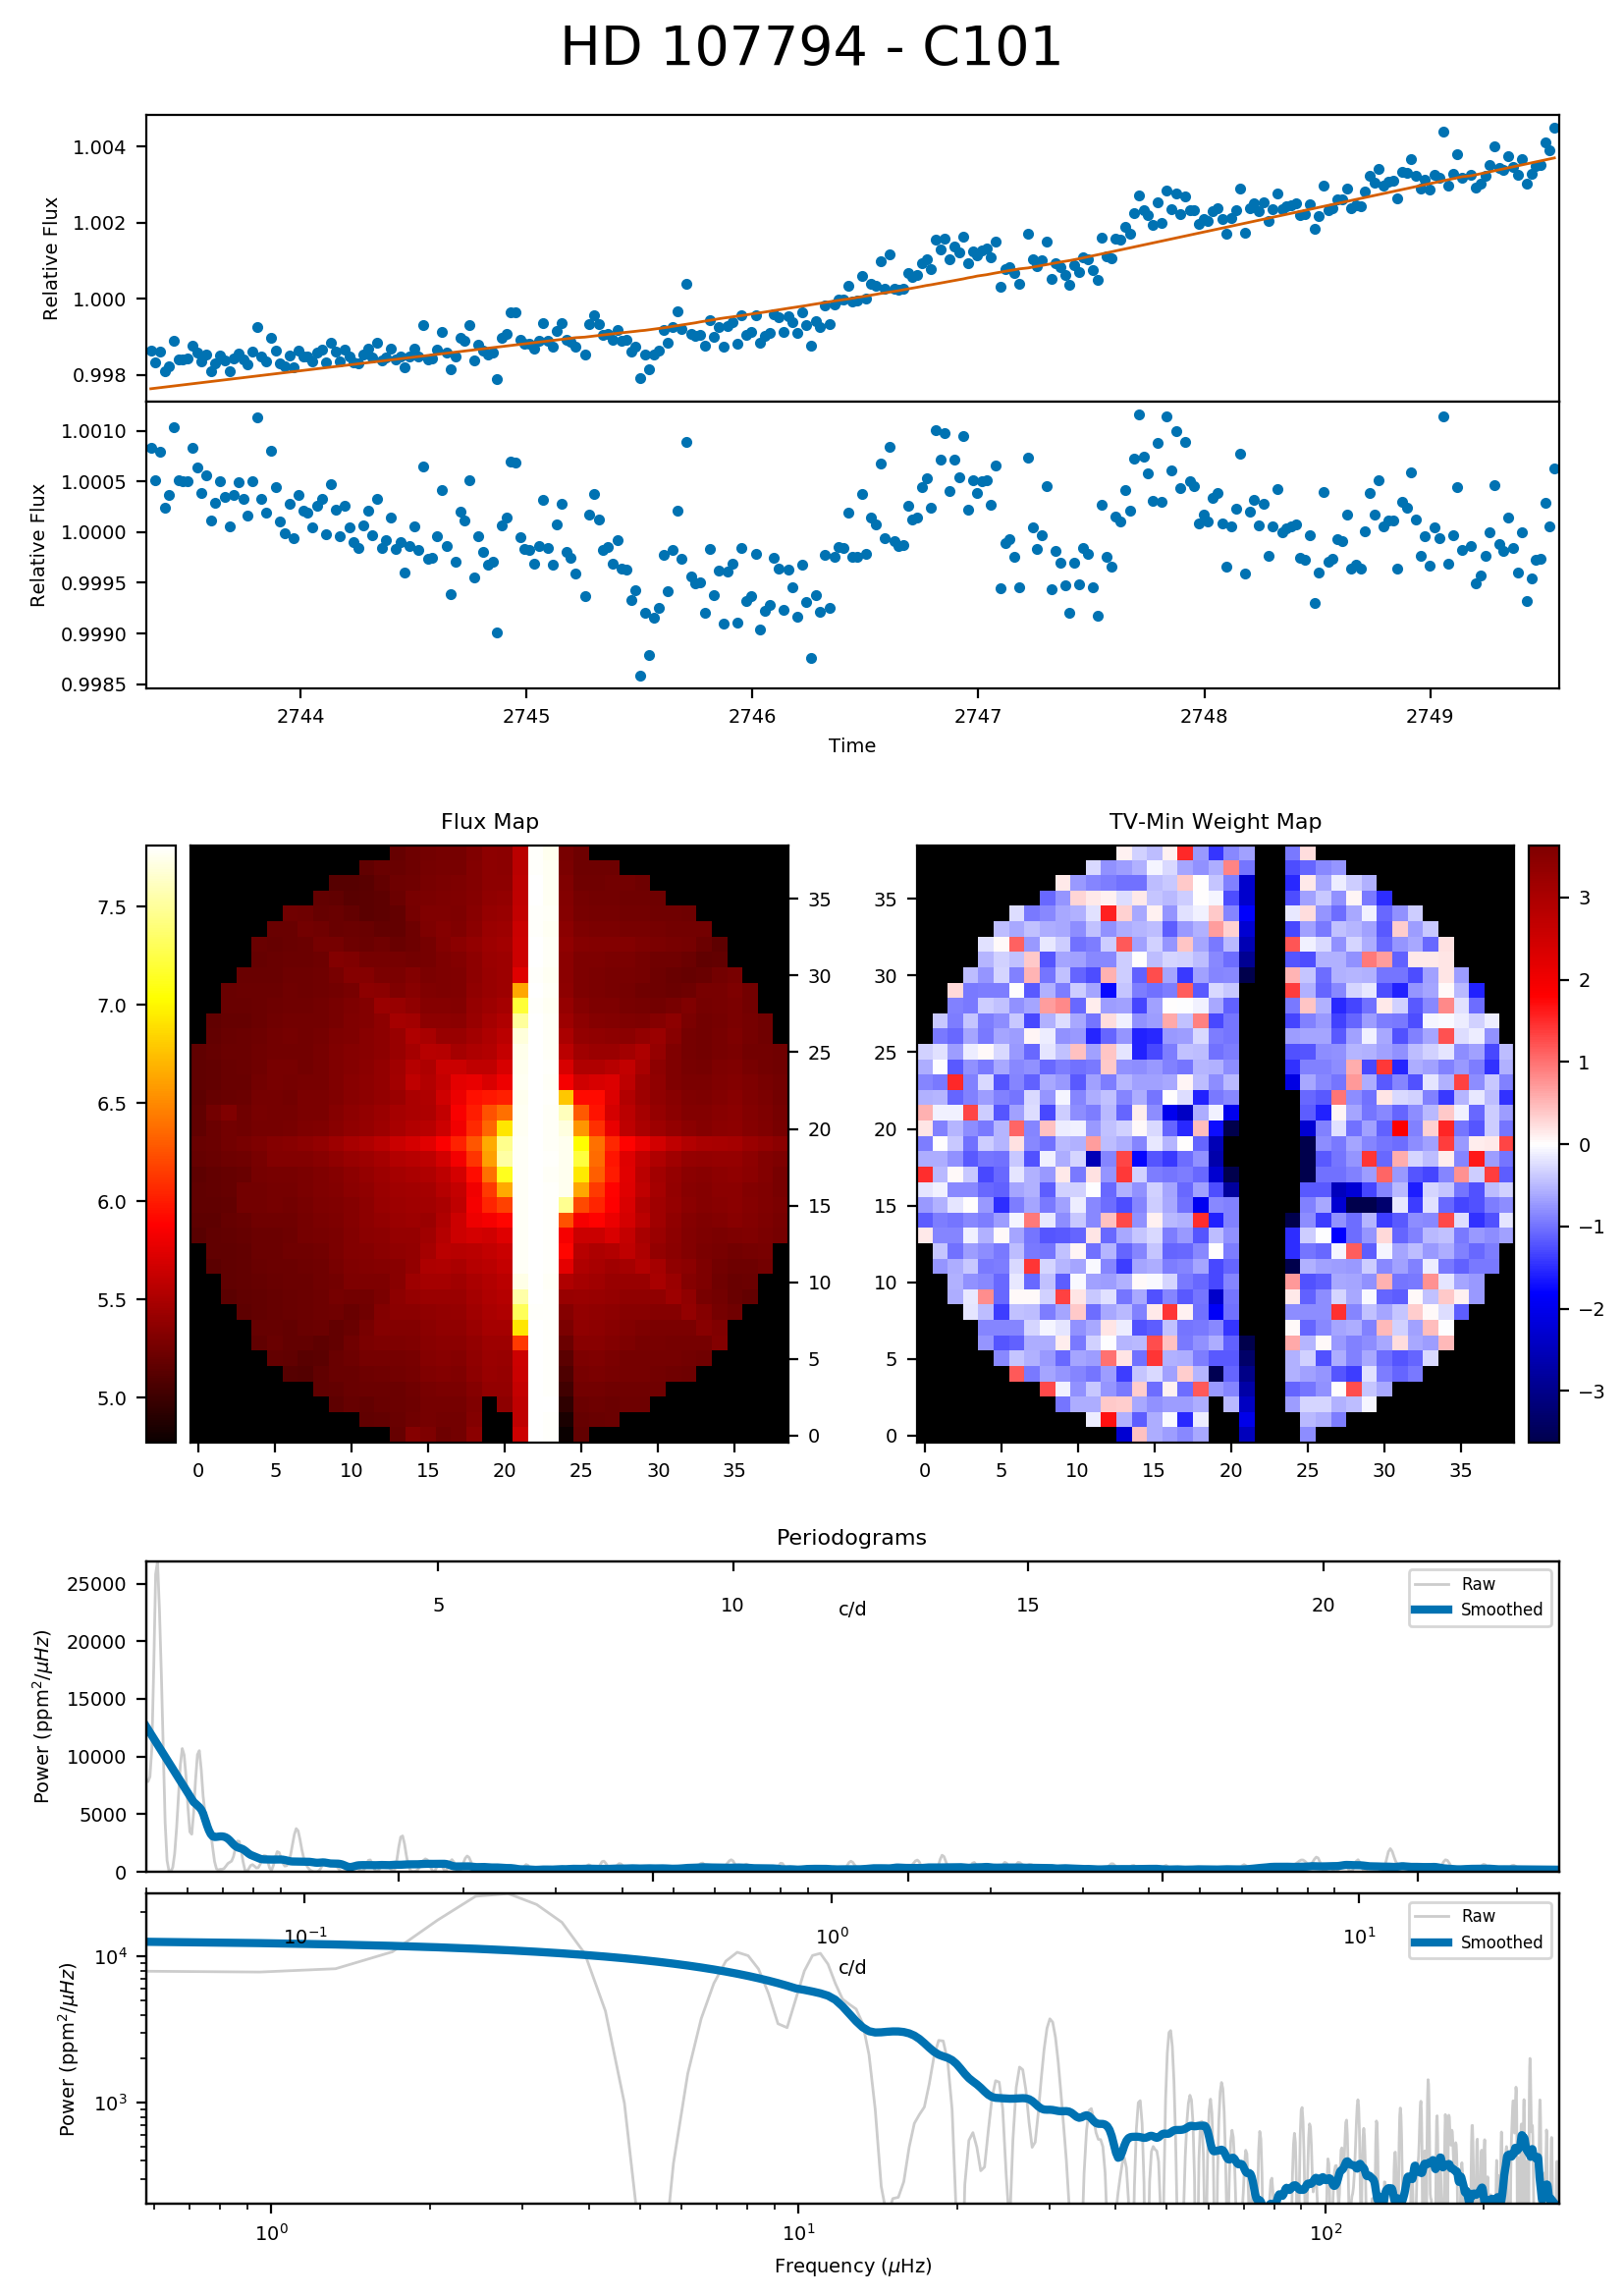 HD 107794 - C101
1.004
1.002
1.000
0.998
Relative Flux
1.0010
1.0005
1.0000
0.9995
0.9990
0.9985
Relative Flux
2744 2745 2746 2747 2748 2749
Time
Flux Map
7.5
7.0
6.5
6.0
5.5
5.0
35
30
25
20
15
10
5
0
0 5 10 15 20 25 30 35
TV-Min Weight Map
35
30
25
20
15
10
5
0
0 5 10 15 20 25 30 35
3
2
1
0
−1
−2
−3
Periodograms
25000
20000
15000
10000
5000
0
Power (ppm²/μHz)
5 10 15 20
c/d
Raw
Smoothed
10⁴
10³
Power (ppm²/μHz)
10⁻¹ 10⁰ 10¹
c/d
Raw
Smoothed
10⁰ 10¹ 10²
Frequency (μHz)